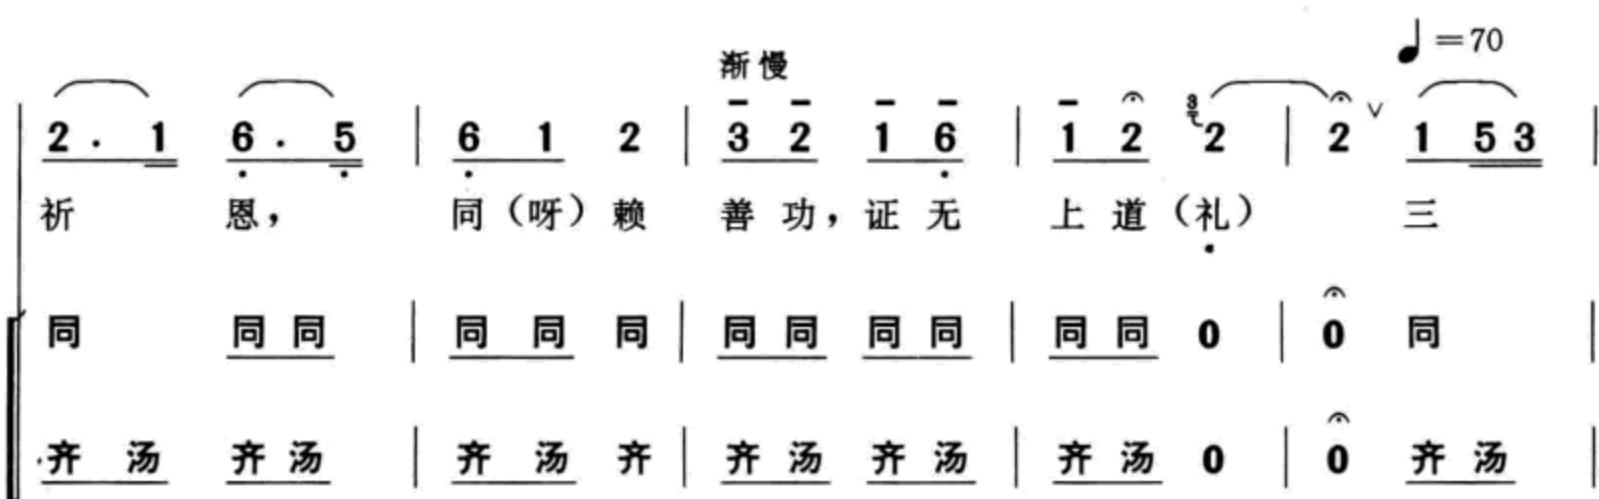 渐慢 ♩=70
2 · 1 6 · 5 | 6 1 2 | 3 2 1 6 | 1 2 3 2 | 2 ∨ 1 5 3 |
祈 恩， 同（呀）赖 善 功，证 无 上 道（礼） 三
同 同 同 | 同 同 同 | 同 同 同 同 | 同 同 0 | 0 同 |
齐 汤 齐 汤 | 齐 汤 齐 | 齐 汤 齐 汤 | 齐 汤 0 | 0 齐 汤 |